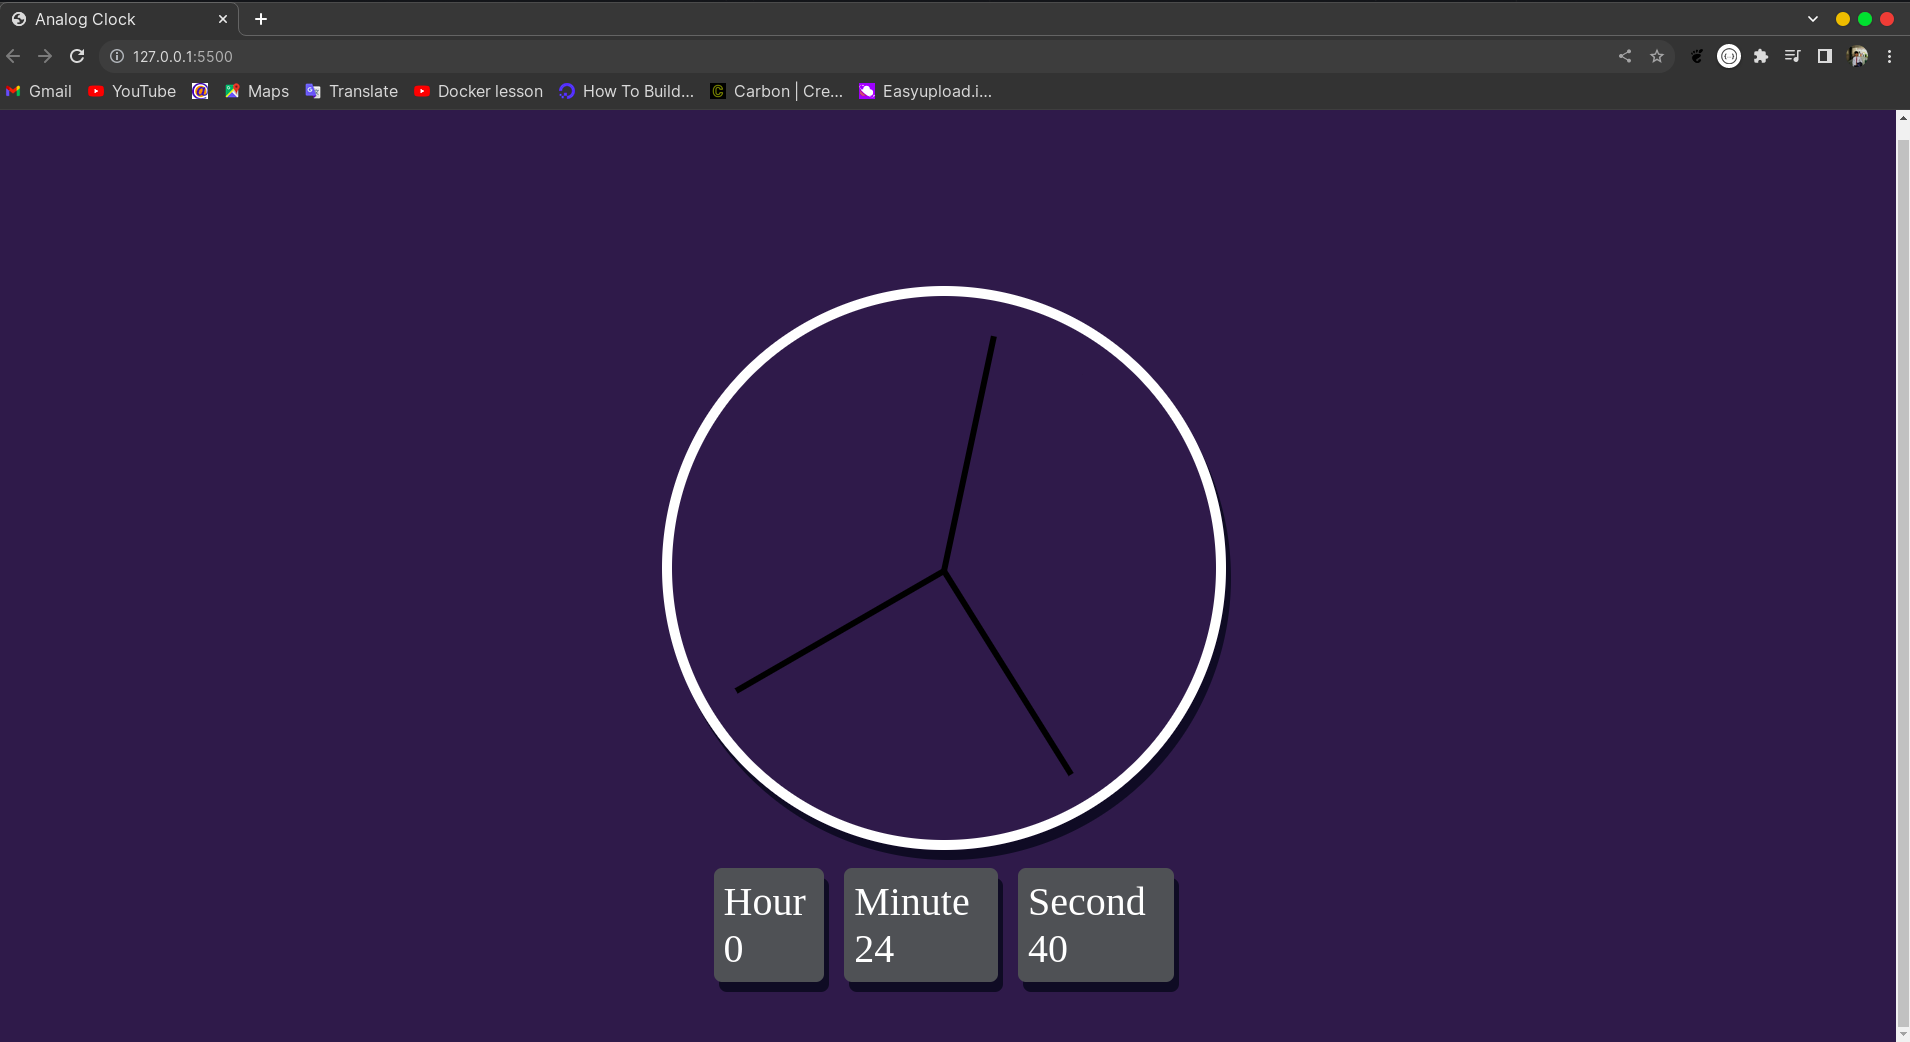 Analog Clock
127.0.0.1:5500
Gmail YouTube Maps Translate Docker lesson How To Build... Carbon | Cre... Easyupload.i...
Hour Minute Second
0 24 40